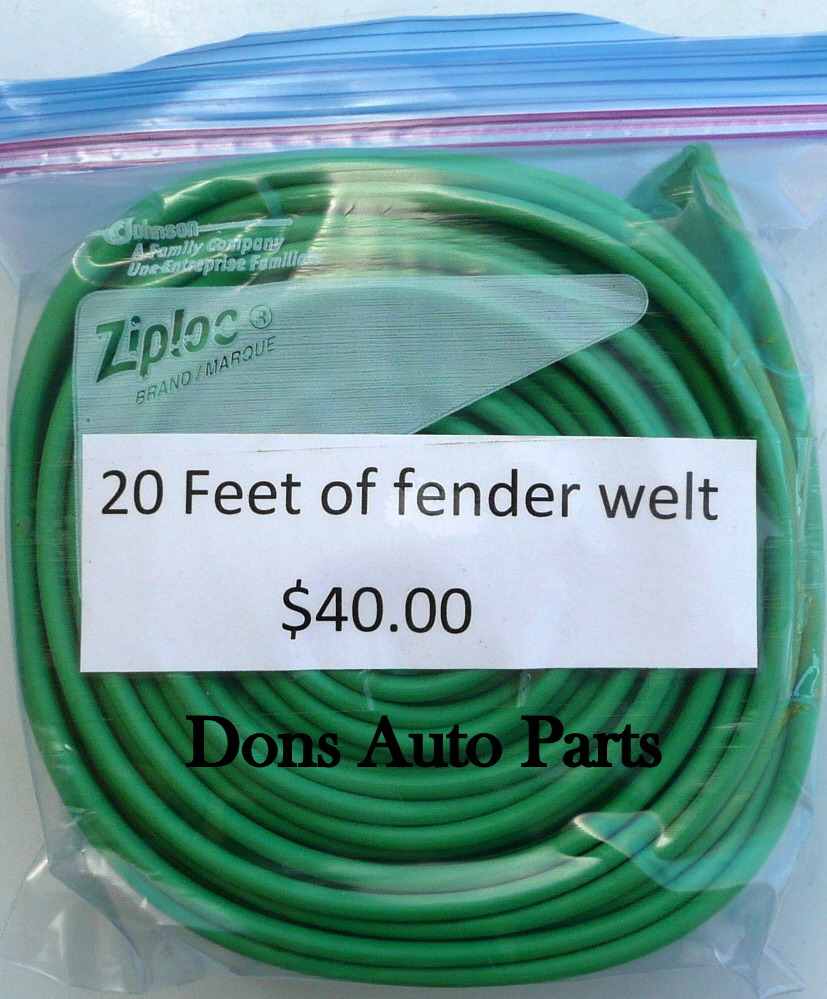 Johnson
A Family Company
Une Entreprise Familiale
Ziploc®
BRAND / MARQUE
20 Feet of fender welt
$40.00
Dons Auto Parts